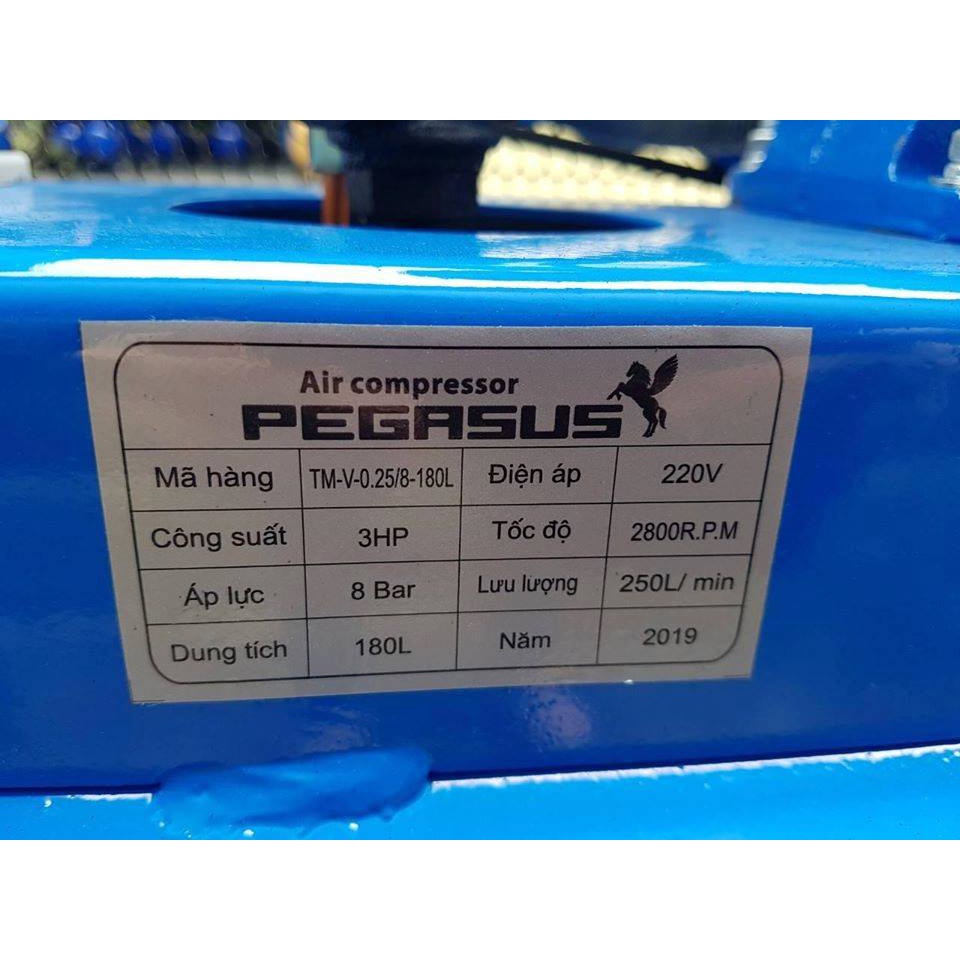 Air compressor
PEGASUS
Mã hàng TM-V-0.25/8-180L Điện áp 220V
Công suất 3HP Tốc độ 2800R.P.M
Áp lực 8 Bar Lưu lượng 250L/ min
Dung tích 180L Năm 2019